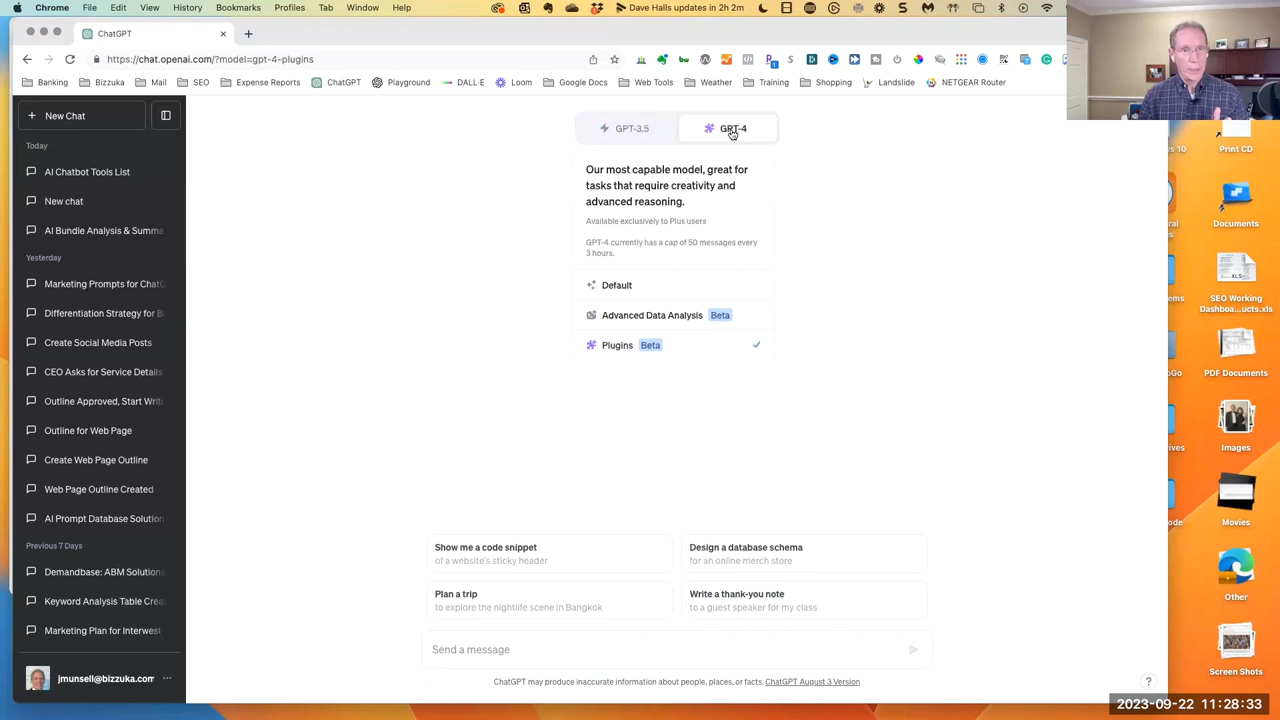 Chrome File Edit View History Bookmarks Profiles Tab Window Help Dave Halls updates in 2h 2m
ChatGPT
https://chat.openai.com/?model=gpt-4-plugins
Banking Bizzuka Mail SEO Expense Reports ChatGPT Playground DALL·E Loom Google Docs Web Tools Weather Training Shopping Landslide NETGEAR Router
New Chat
Today
AI Chatbot Tools List
New chat
AI Bundle Analysis & Summa
Yesterday
Marketing Prompts for ChatG
Differentiation Strategy for B
Create Social Media Posts
CEO Asks for Service Details
Outline Approved, Start Writi
Outline for Web Page
Create Web Page Outline
Web Page Outline Created
AI Prompt Database Solution
Previous 7 Days
Demandbase: ABM Solutions
Keyword Analysis Table Crea
Marketing Plan for Interwest
jmunsell@bizzuka.com
GPT-3.5 GPT-4
Our most capable model, great for
tasks that require creativity and
advanced reasoning.
Available exclusively to Plus users
GPT-4 currently has a cap of 50 messages every
3 hours.
Default
Advanced Data Analysis Beta
Plugins Beta
Show me a code snippet
of a website's sticky header
Design a database schema
for an online merch store
Plan a trip
to explore the nightlife scene in Bangkok
Write a thank-you note
to a guest speaker for my class
Send a message
ChatGPT may produce inaccurate information about people, places, or facts. ChatGPT August 3 Version
?
Print CD
Documents
SEO Working
Dashboa...ucts.xls
PDF Documents
Images
Movies
Other
Screen Shots
2023-09-22 11:28:33